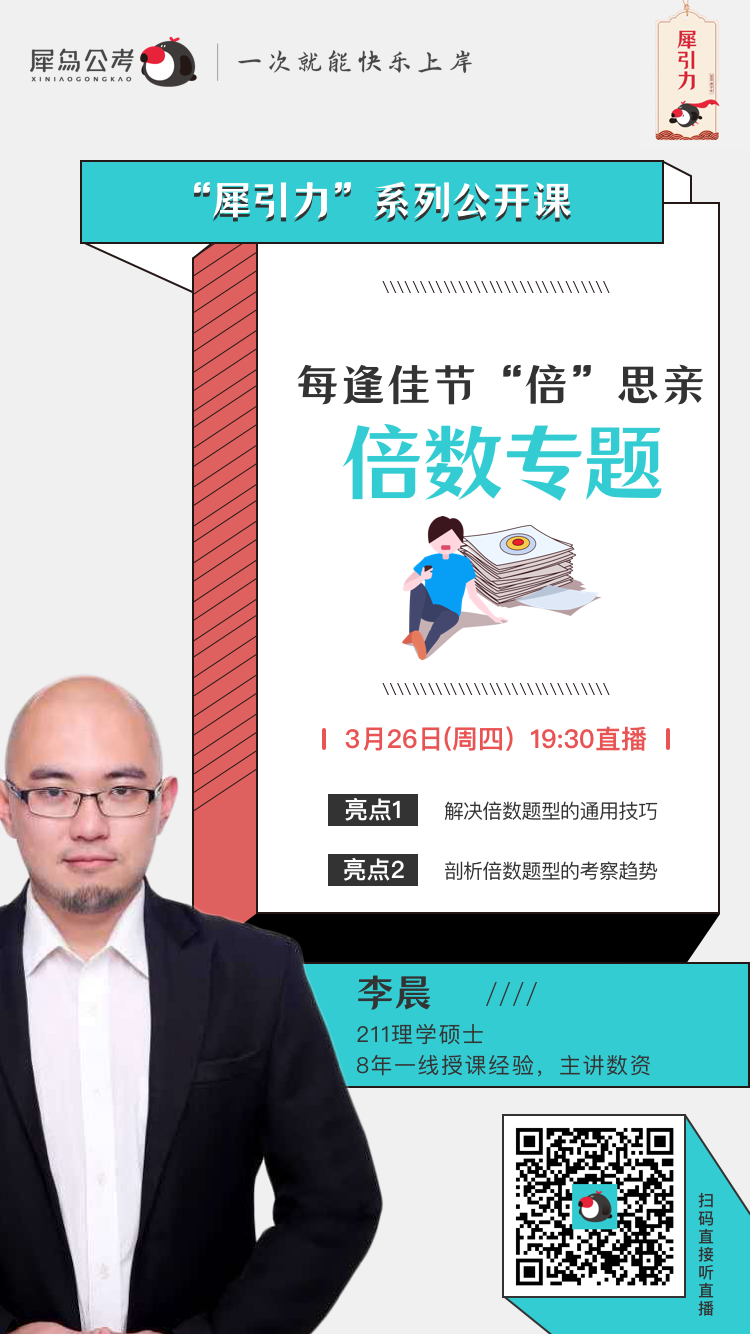 犀鸟公考
XINIAOGONGKAO
一次就能快乐上岸
犀引力
“犀引力”系列公开课
每逢佳节“倍”思亲
倍数专题
3月26日(周四) 19:30直播
亮点1 解决倍数题型的通用技巧
亮点2 剖析倍数题型的考察趋势
李晨 ////
211理学硕士
8年一线授课经验，主讲数资
扫码直接听直播